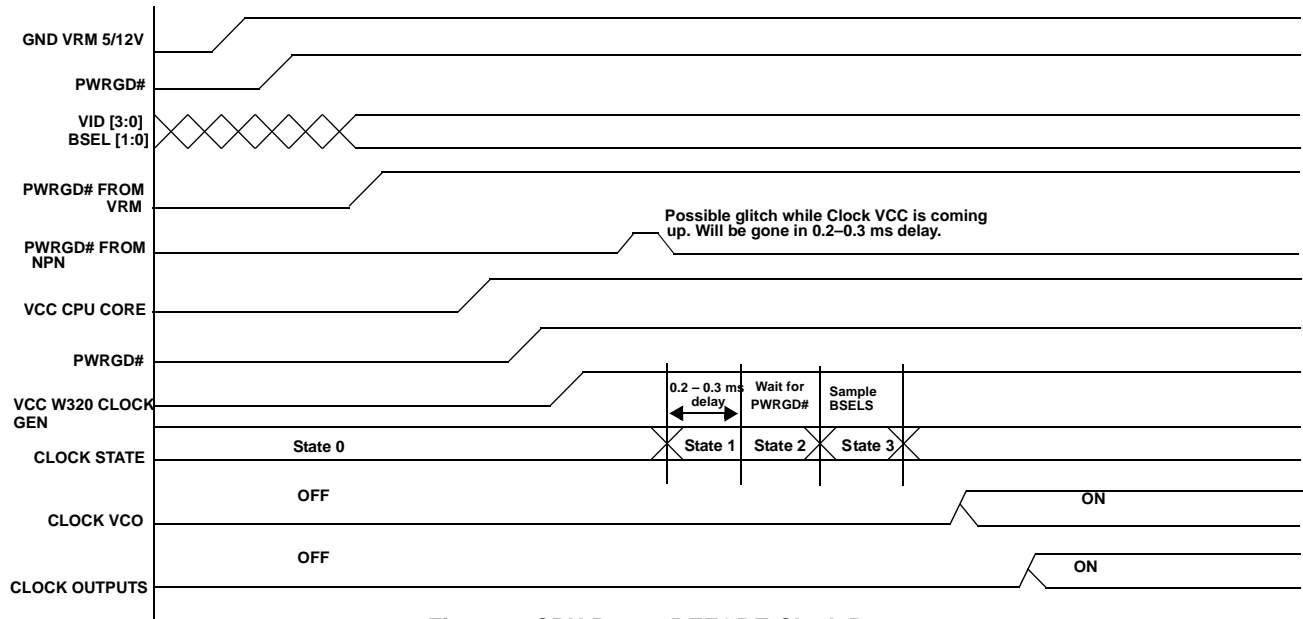 GND VRM 5/12V
PWRGD#
VID [3:0]
BSEL [1:0]
PWRGD# FROM
VRM
PWRGD# FROM
NPN
Possible glitch while Clock VCC is coming
up. Will be gone in 0.2–0.3 ms delay.
VCC CPU CORE
PWRGD#
VCC W320 CLOCK
GEN
0.2 – 0.3 ms
delay
Wait for
PWRGD#
Sample
BSELS
CLOCK STATE
State 0
State 1
State 2
State 3
OFF
ON
CLOCK VCO
OFF
ON
CLOCK OUTPUTS